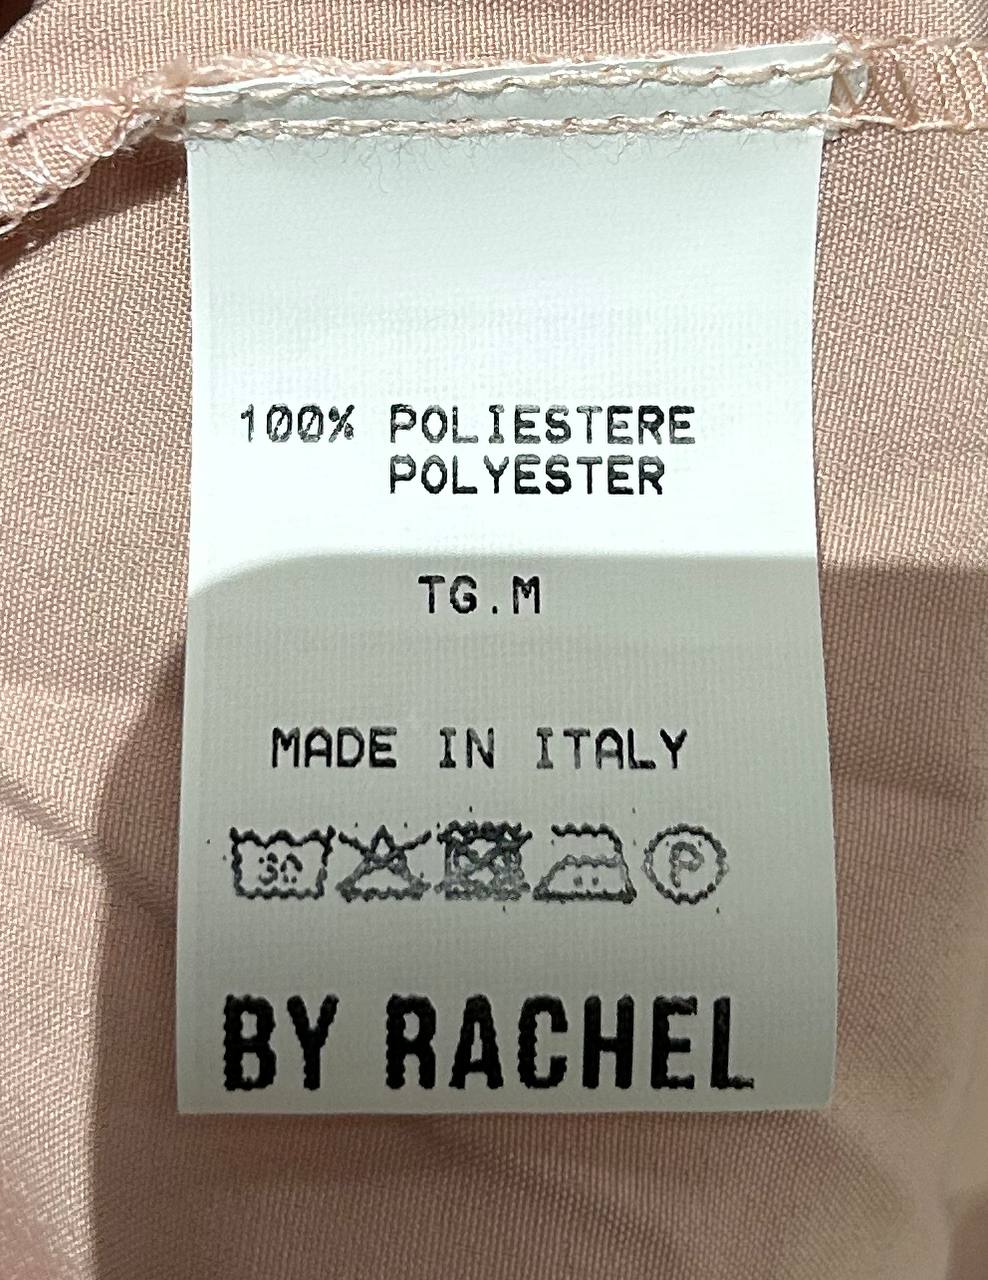 100% POLIESTERE
POLYESTER
TG.M
MADE IN ITALY
30 P
BY RACHEL